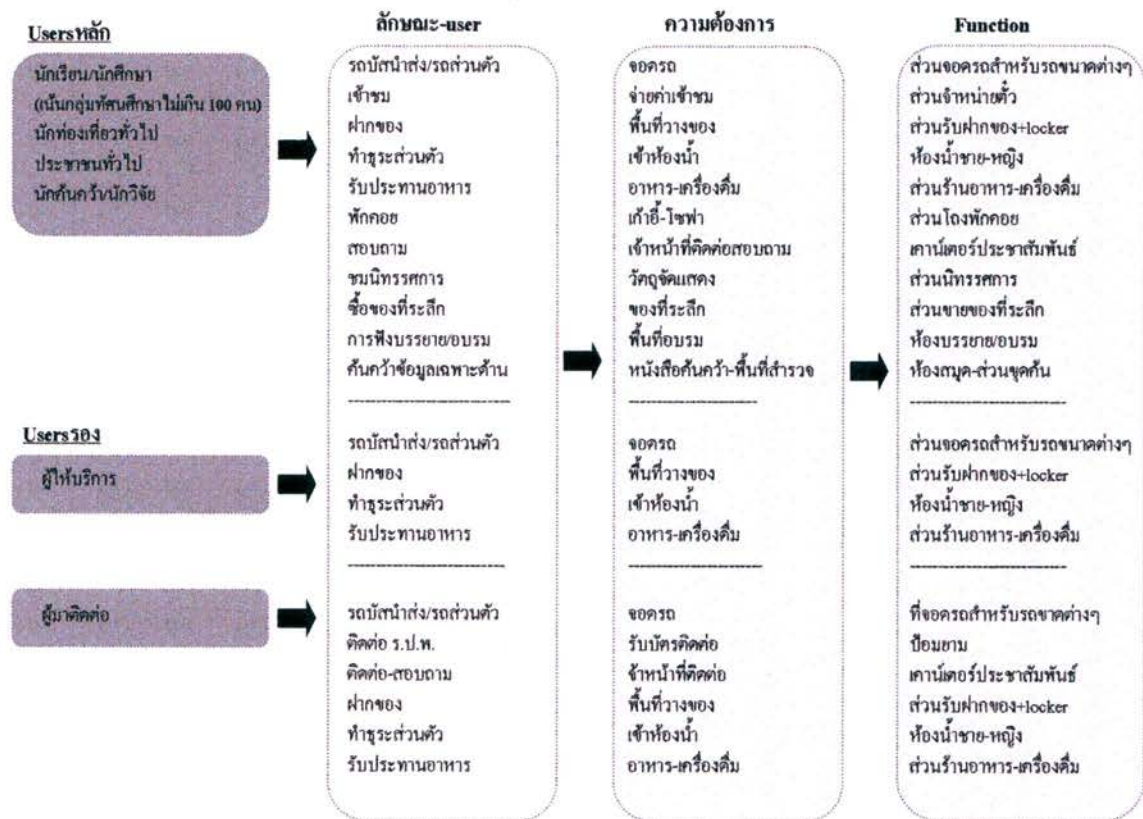 Usersหลัก
นักเรียน/นักศึกษา
(เน้นกลุ่มทัศนศึกษาไม่เกิน 100 คน)
นักท่องเที่ยวทั่วไป
ประชาชนทั่วไป
นักค้นคว้า/นักวิจัย
ลักษณะ-user
รถบัสนำส่ง/รถส่วนตัว
เข้าชม
ฝากของ
ทำธุระส่วนตัว
รับประทานอาหาร
พักคอย
สอบถาม
ชมนิทรรศการ
ซื้อของที่ระลึก
การฟังบรรยาย/อบรม
ค้นคว้าข้อมูลเฉพาะด้าน
ความต้องการ
จอดรถ
จ่ายค่าเข้าชม
พื้นที่วางของ
เข้าห้องน้ำ
อาหาร-เครื่องดื่ม
เก้าอี้-โซฟา
เจ้าหน้าที่ติดต่อสอบถาม
วัตถุจัดแสดง
ของที่ระลึก
พื้นที่อบรม
หนังสือค้นคว้า-พื้นที่สำรวจ
Function
ส่วนจอดรถสำหรับรถขนาดต่างๆ
ส่วนจำหน่ายตั๋ว
ส่วนรับฝากของ+locker
ห้องน้ำชาย-หญิง
ส่วนร้านอาหาร-เครื่องดื่ม
ส่วนโถงพักคอย
เคาน์เตอร์ประชาสัมพันธ์
ส่วนนิทรรศการ
ส่วนขายของที่ระลึก
ห้องบรรยาย/อบรม
ห้องสมุด-ส่วนขุดค้น
Usersรอง
ผู้ให้บริการ
รถบัสนำส่ง/รถส่วนตัว
ฝากของ
ทำธุระส่วนตัว
รับประทานอาหาร
จอดรถ
พื้นที่วางของ
เข้าห้องน้ำ
อาหาร-เครื่องดื่ม
ส่วนจอดรถสำหรับรถขนาดต่างๆ
ส่วนรับฝากของ+locker
ห้องน้ำชาย-หญิง
ส่วนร้านอาหาร-เครื่องดื่ม
ผู้มาติดต่อ
รถบัสนำส่ง/รถส่วนตัว
ติดต่อ ร.ป.พ.
ติดต่อ-สอบถาม
ฝากของ
ทำธุระส่วนตัว
รับประทานอาหาร
จอดรถ
รับบัตรติดต่อ
จ้าหน้าที่ติดต่อ
พื้นที่วางของ
เข้าห้องน้ำ
อาหาร-เครื่องดื่ม
ที่จอดรถสำหรับรถขาดต่างๆ
ป้อมยาม
เคาน์เตอร์ประชาสัมพันธ์
ส่วนรับฝากของ+locker
ห้องน้ำชาย-หญิง
ส่วนร้านอาหาร-เครื่องดื่ม